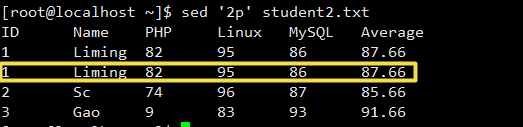 [root@localhost ~]$ sed '2p' student2.txt
ID Name PHP Linux MySQL Average
1 Liming 82 95 86 87.66
1 Liming 82 95 86 87.66
2 Sc 74 96 87 85.66
3 Gao 9 83 93 91.66